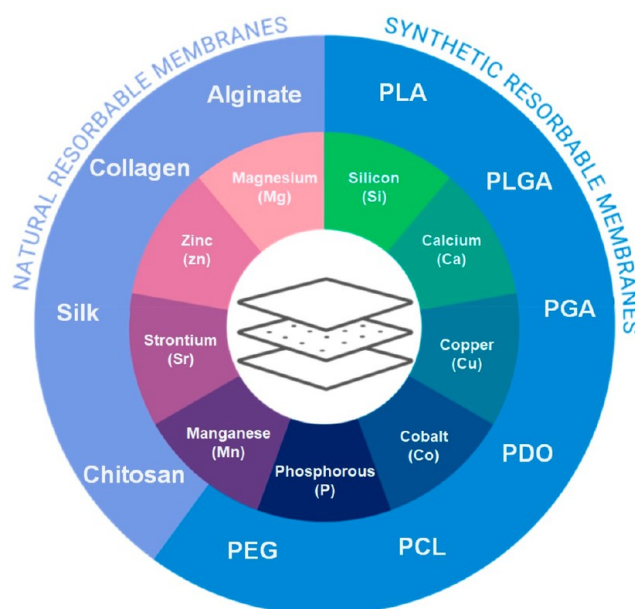 NATURAL RESORBABLE MEMBRANES
SYNTHETIC RESORBABLE MEMBRANES
Alginate
PLA
Collagen
PLGA
Silk
PGA
Chitosan
PDO
PEG
PCL
Magnesium
(Mg)
Silicon
(Si)
Zinc
(zn)
Calcium
(Ca)
Strontium
(Sr)
Copper
(Cu)
Manganese
(Mn)
Cobalt
(Co)
Phosphorous
(P)